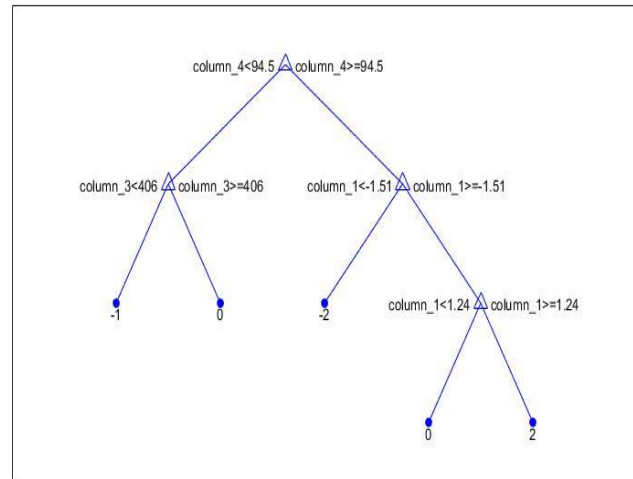 column_4<94.5 column_4>=94.5
column_3<406 column_3>=406 column_1<-1.51 column_1>=-1.51
-1 0 -2 column_1<1.24 column_1>=1.24
0 2